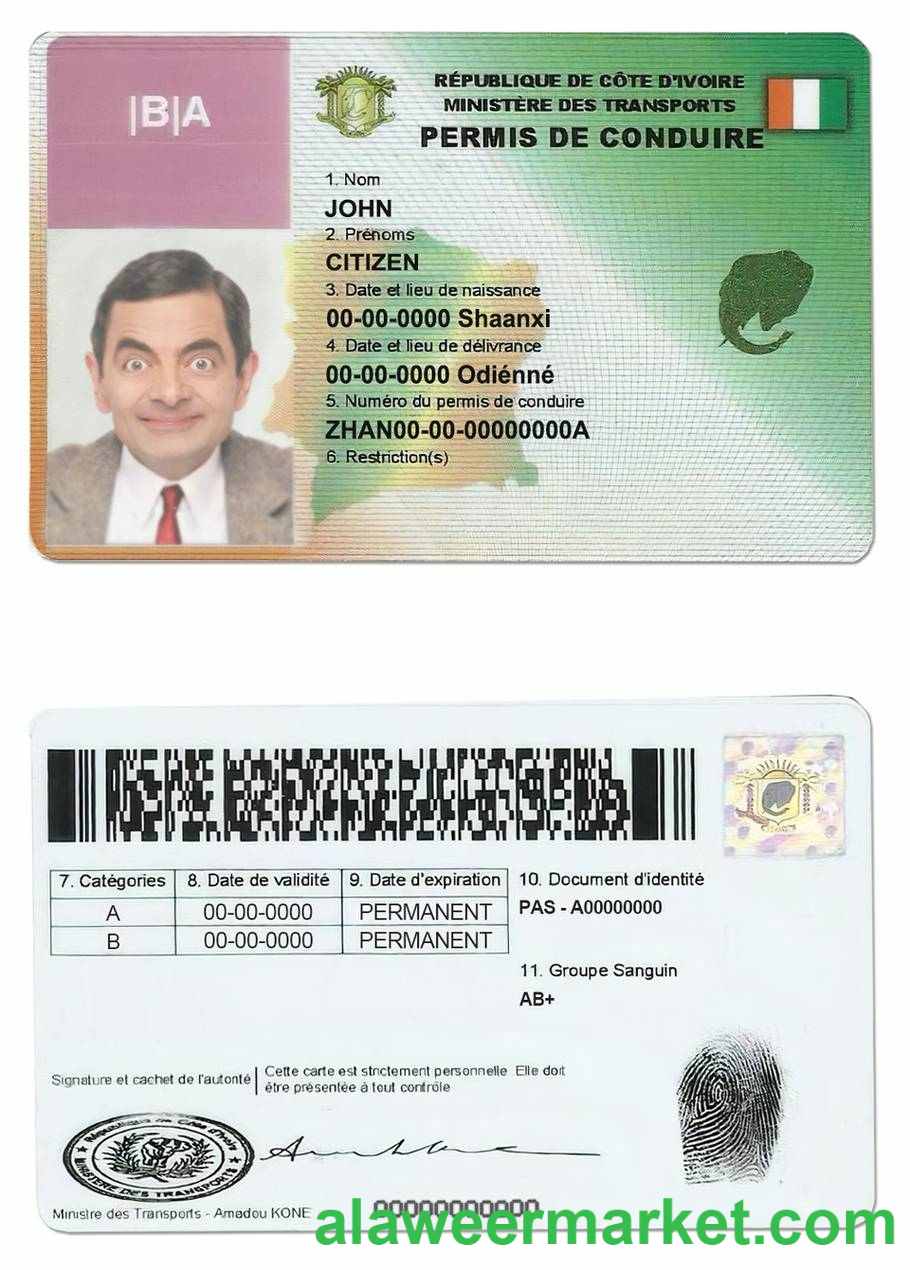 |B|A
RÉPUBLIQUE DE CÔTE D'IVOIRE
MINISTÈRE DES TRANSPORTS
PERMIS DE CONDUIRE
1. Nom
JOHN
2. Prénoms
CITIZEN
3. Date et lieu de naissance
00-00-0000 Shaanxi
4. Date et lieu de délivrance
00-00-0000 Odiénné
5. Numéro du permis de conduire
ZHAN00-00-00000000A
6. Restriction(s)
7. Catégories 8. Date de validité 9. Date d'expiration
A 00-00-0000 PERMANENT
B 00-00-0000 PERMANENT
10. Document d'identité
PAS - A00000000
11. Groupe Sanguin
AB+
Signature et cachet de l'autorité
Cette carte est strictement personnelle Elle doit
être présentée à tout contrôle
République de Côte d'Ivoire
MINISTERE DES TRANSPORTS
Ministre des Transports - Amadou KONE
00000000000
alaweermarket.com